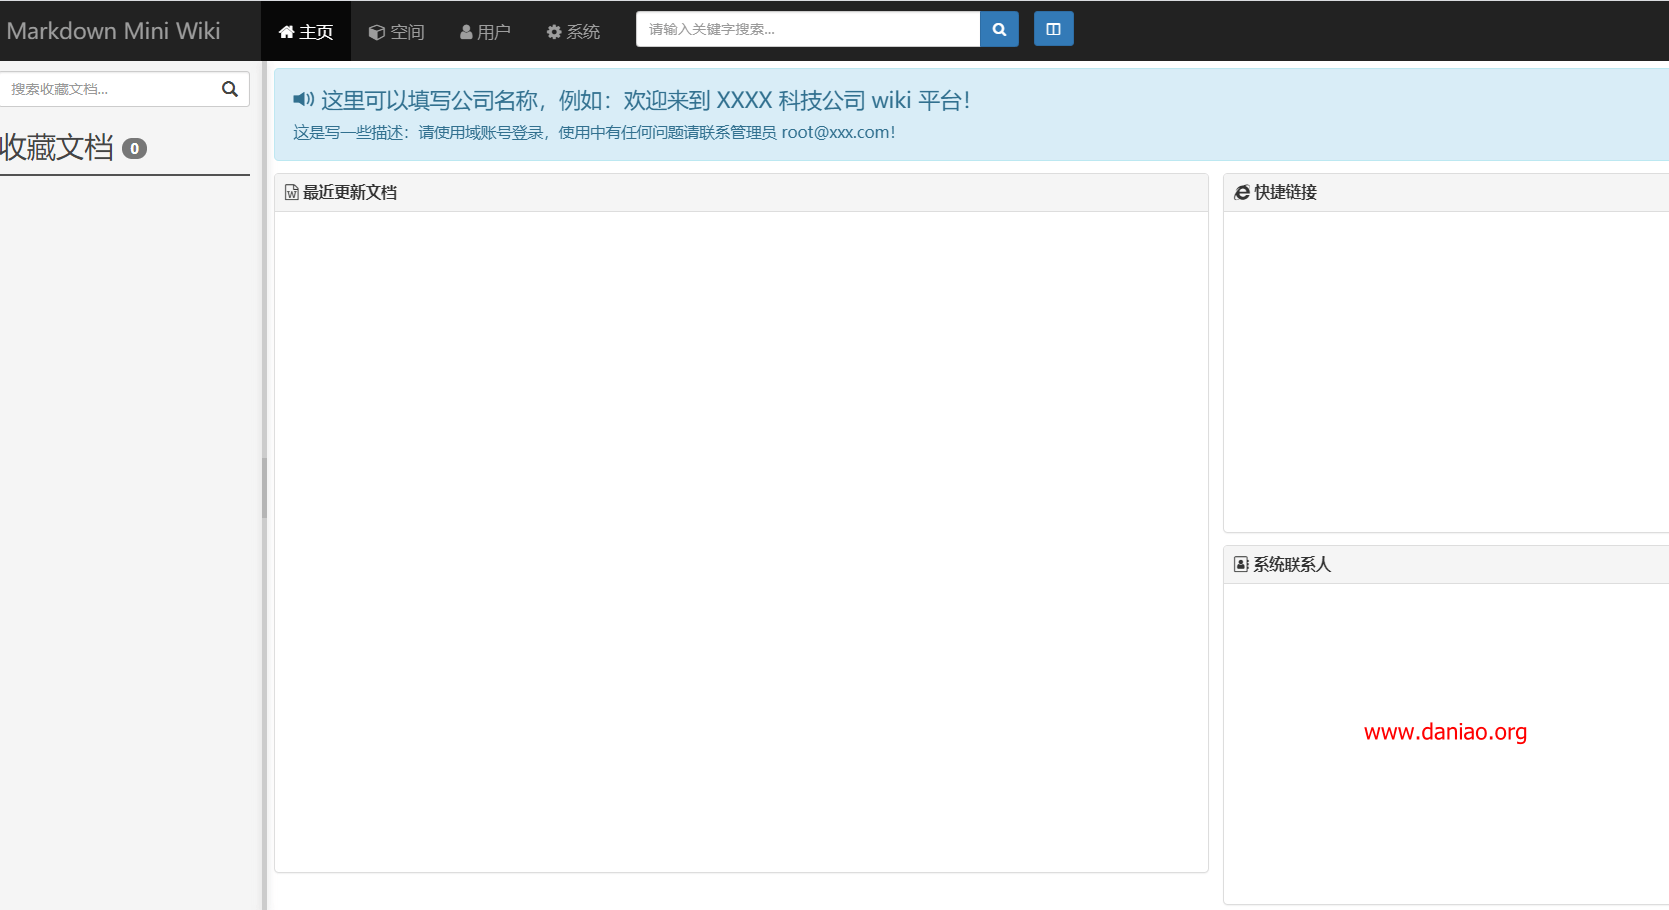 Markdown Mini Wiki 主页 空间 用户 系统 请输入关键字搜索...
搜索收藏文档...
收藏文档 0
这里可以填写公司名称，例如：欢迎来到 XXXX 科技公司 wiki 平台！
这是写一些描述：请使用域账号登录，使用中有任何问题请联系管理员 root@xxx.com！
最近更新文档
快捷链接
系统联系人
www.daniao.org